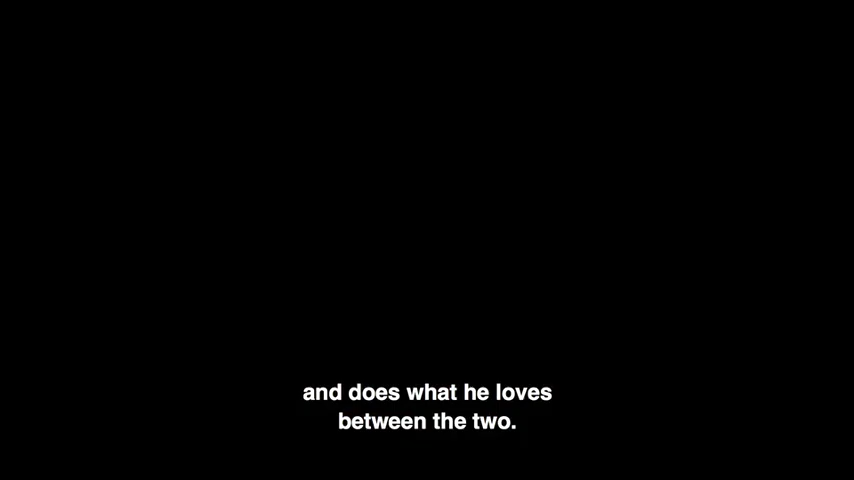 and does what he loves
between the two.